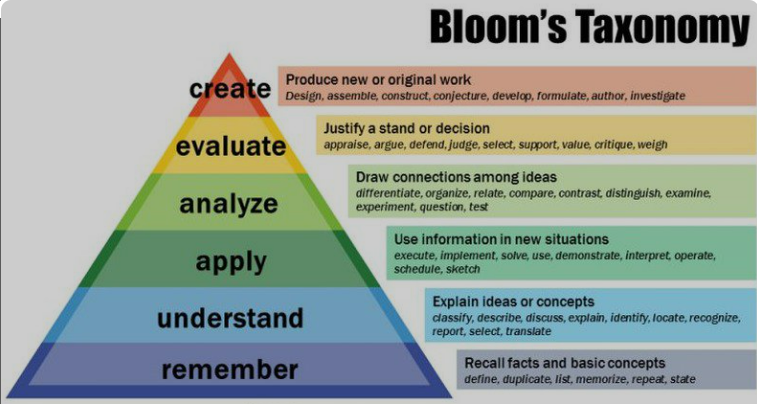 Bloom's Taxonomy
create
Produce new or original work
Design, assemble, construct, conjecture, develop, formulate, author, investigate
evaluate
Justify a stand or decision
appraise, argue, defend, judge, select, support, value, critique, weigh
analyze
Draw connections among ideas
differentiate, organize, relate, compare, contrast, distinguish, examine,
experiment, question, test
apply
Use information in new situations
execute, implement, solve, use, demonstrate, interpret, operate,
schedule, sketch
understand
Explain ideas or concepts
classify, describe, discuss, explain, identify, locate, recognize,
report, select, translate
remember
Recall facts and basic concepts
define, duplicate, list, memorize, repeat, state